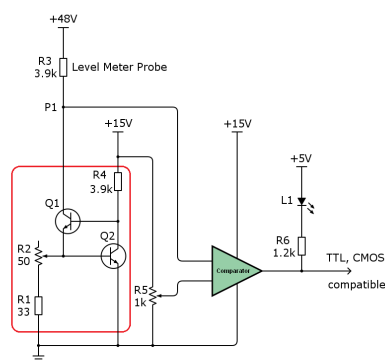 +48V
R3
3.9k
Level Meter Probe
P1
+15V
+15V
R4
3.9k
+5V
Q1
L1
Q2
R2
50
Comparator
R6
1.2k
TTL, CMOS
compatible
R5
1k
R1
33